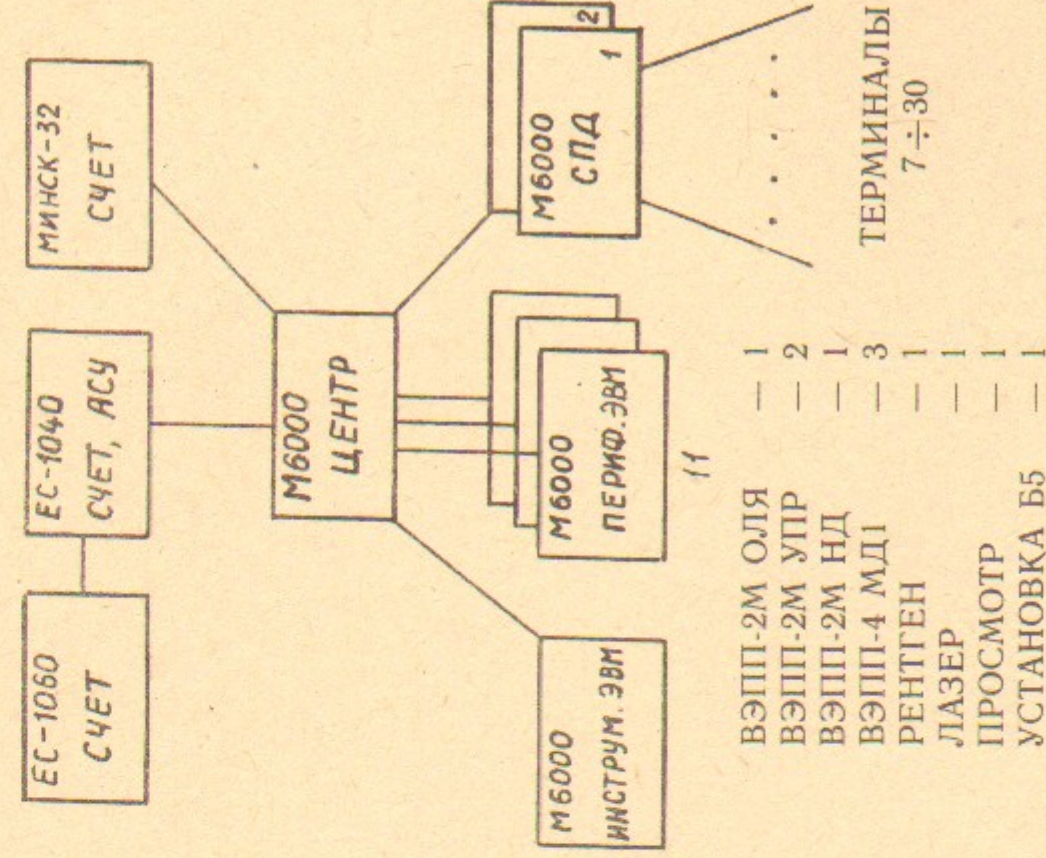 ЕС-1060
СЧЕТ
ЕС-1040
СЧЕТ, АСУ
МИНСК-32
СЧЕТ
М6000
ЦЕНТР
М6000
ИНСТРУМ. ЭВМ
М6000
ПЕРИФ. ЭВМ
11
2
1
М6000
СПД
. . . . .
ТЕРМИНАЛЫ
7÷30
ВЭПП-2М ОЛЯ — 1
ВЭПП-2М УПР — 2
ВЭПП-2М НД — 1
ВЭПП-4 МД1 — 3
РЕНТГЕН — 1
ЛАЗЕР — 1
ПРОСМОТР — 1
УСТАНОВКА Б5 — 1